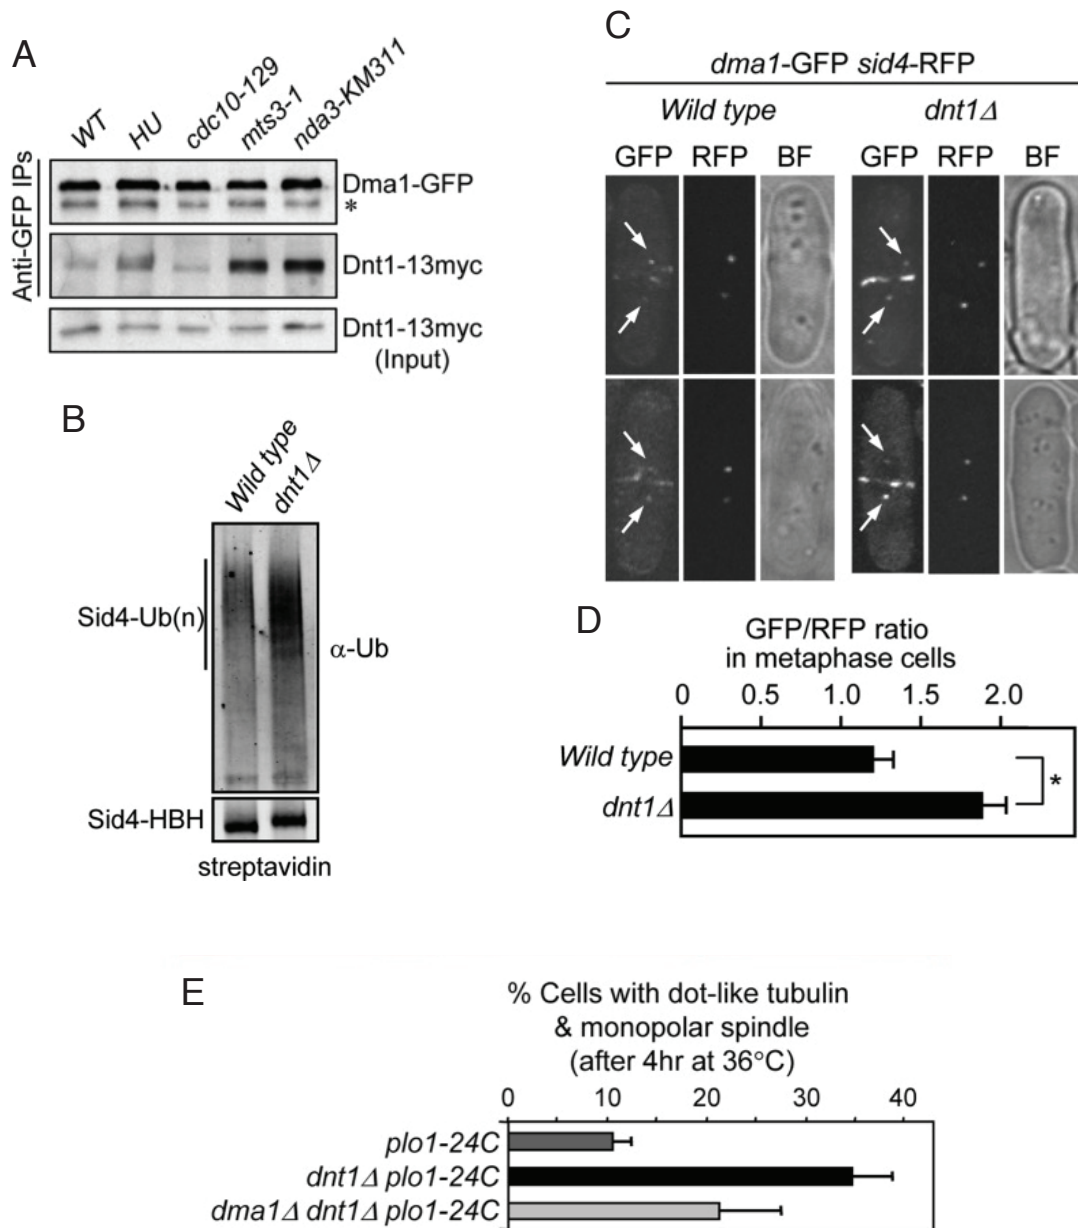 A
WT
HU
cdc10-129
mts3-1
nda3-KM311
Anti-GFP IPs
Dma1-GFP
*
Dnt1-13myc
Dnt1-13myc
(Input)
B
Wild type
dnt1Δ
Sid4-Ub(n)
α-Ub
Sid4-HBH
streptavidin
C
dma1-GFP sid4-RFP
Wild type
dnt1Δ
GFP RFP BF GFP RFP BF
D
GFP/RFP ratio
in metaphase cells
0 0.5 1.0 1.5 2.0
Wild type
dnt1Δ
*
E
% Cells with dot-like tubulin
& monopolar spindle
(after 4hr at 36°C)
0 10 20 30 40
plo1-24C
dnt1Δ plo1-24C
dma1Δ dnt1Δ plo1-24C